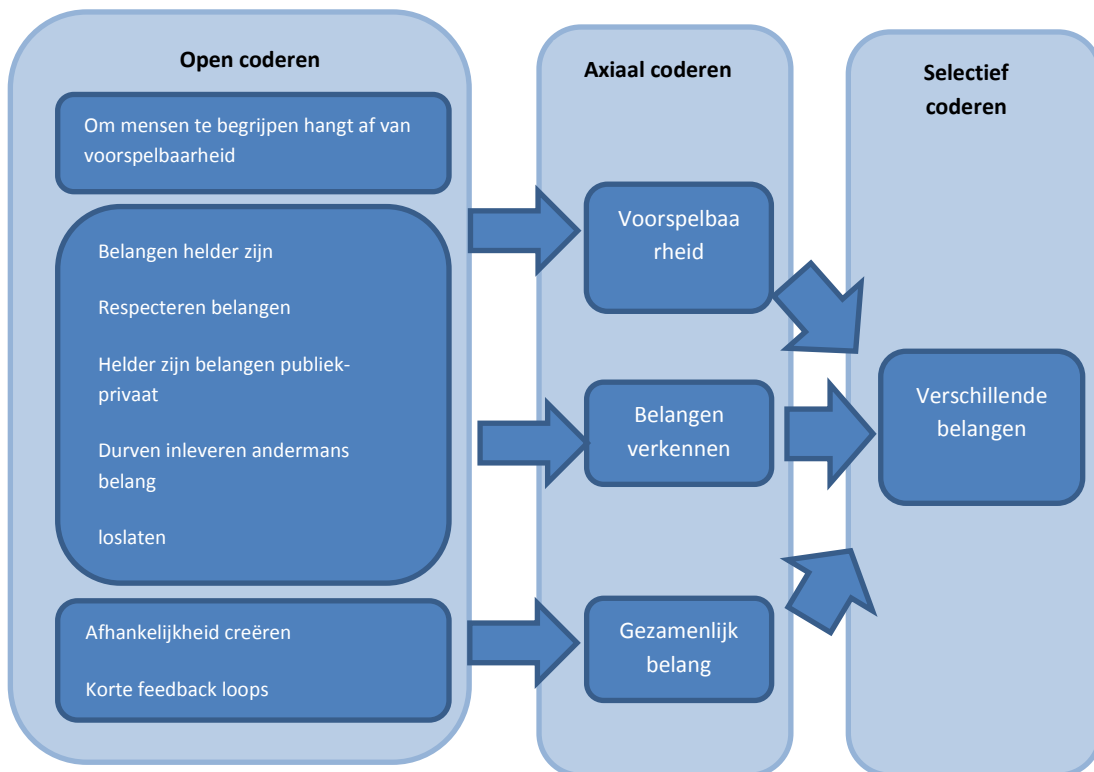 Open coderen
Om mensen te begrijpen hangt af van
voorspelbaarheid
Belangen helder zijn
Respecteren belangen
Helder zijn belangen publiek-
privaat
Durven inleveren andermans
belang
loslaten
Afhankelijkheid creëren
Korte feedback loops
Axiaal coderen
Voorspelbaa
rheid
Belangen
verkennen
Gezamenlijk
belang
Selectief
coderen
Verschillende
belangen